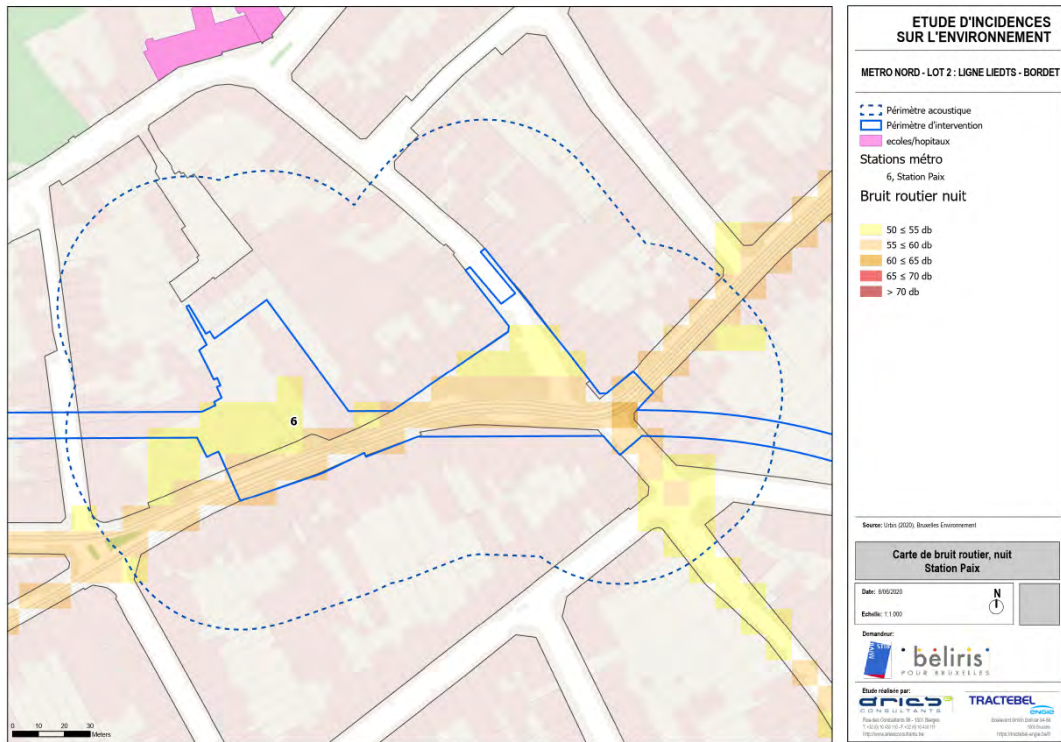 6
0 10 20 30
Meters
ETUDE D'INCIDENCES
SUR L'ENVIRONNEMENT
METRO NORD - LOT 2 : LIGNE LIEDTS - BORDET
Périmètre acoustique
Périmètre d'intervention
ecoles/hopitaux
Stations métro
6, Station Paix
Bruit routier nuit
50 ≤ 55 db
55 ≤ 60 db
60 ≤ 65 db
65 ≤ 70 db
> 70 db
Source: Urbis (2020), Bruxelles Environnement
Carte de bruit routier, nuit
Station Paix
Date: 8/06/2020
N
Echelle: 1:1.000
Demandeur:
beliris
POUR BRUXELLES
Etude réalisée par:
aries
CONSULTANTS
TRACTEBEL
ENGIE